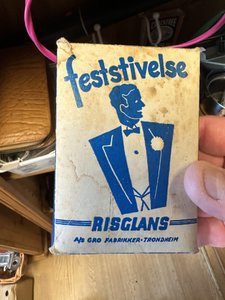 feststivelse
RISGLANS
A/S GRO FABRIKKER - TRONDHEIM